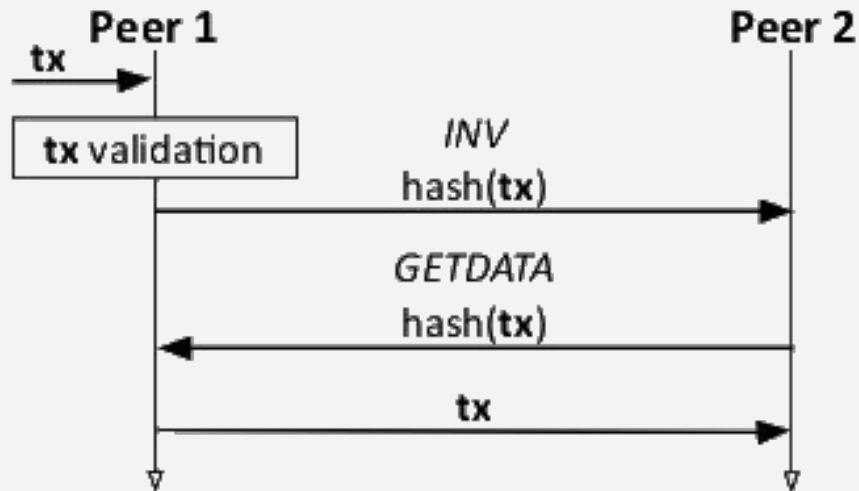 Peer 1
Peer 2
tx
tx validation
INV
hash(tx)
GETDATA
hash(tx)
tx